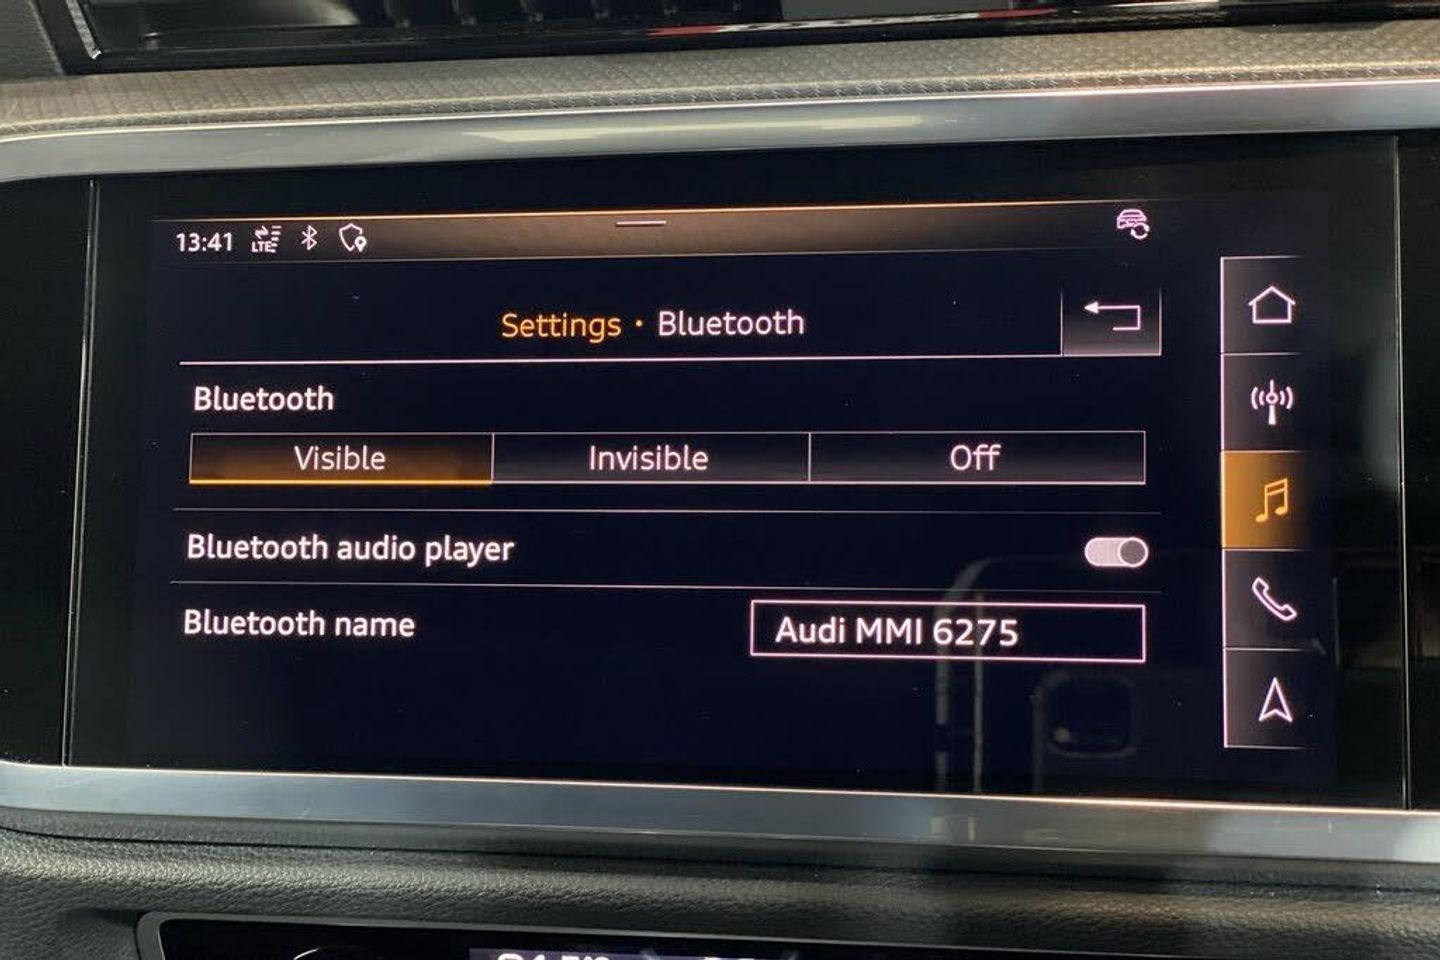 13:41 LTE
Settings · Bluetooth
Bluetooth
Visible Invisible Off
Bluetooth audio player
Bluetooth name Audi MMI 6275